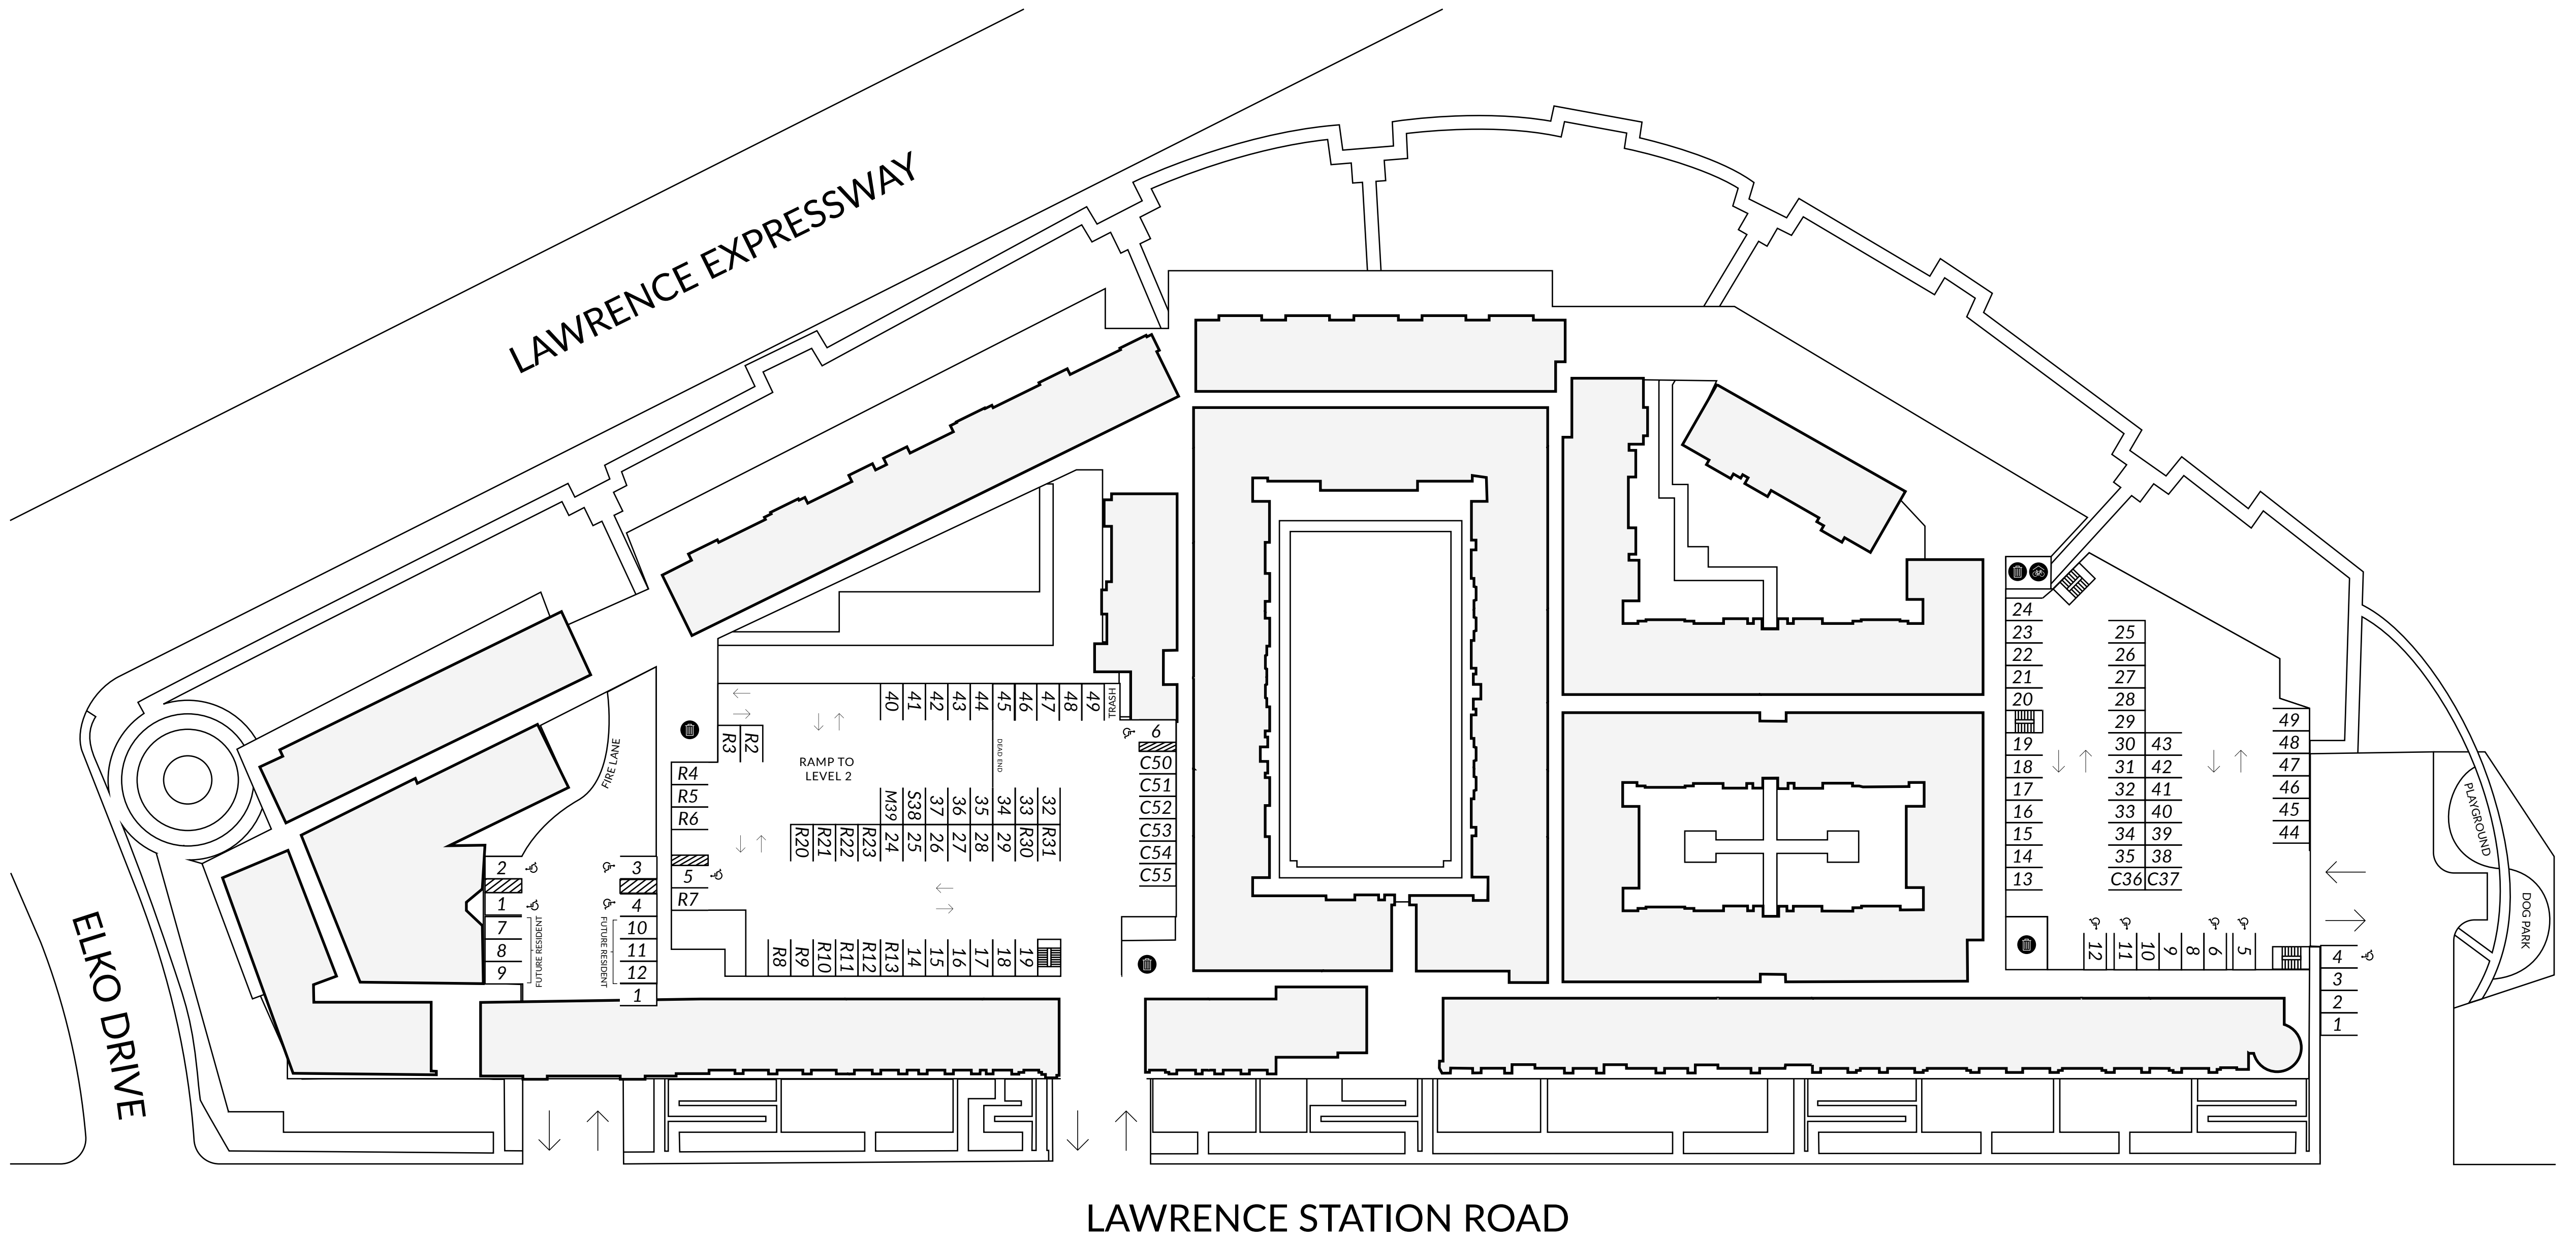 LAWRENCE EXPRESSWAY
ELKO DRIVE
FIRE LANE
2
1
7
8
9
FUTURE RESIDENT
3
4
10
11
12
1
FUTURE RESIDENT
R3
R2
R4
R5
R6
5
R7
RAMP TO
LEVEL 2
40
41
42
43
44
45
46
47
48
49
TRASH
DEAD END
M39
S38
37
36
35
34
33
32
R20
R21
R22
R23
24
25
26
27
28
29
R30
R31
R8
R9
R10
R11
R12
R13
14
15
16
17
18
19
6
C50
C51
C52
C53
C54
C55
24
23
22
21
20
19
18
17
16
15
14
13
25
26
27
28
29
30 43
31 42
32 41
33 40
34 39
35 38
C36 C37
49
48
47
46
45
44
12
11
10
9
8
6
5
4
3
2
1
PLAYGROUND
DOG PARK
LAWRENCE STATION ROAD